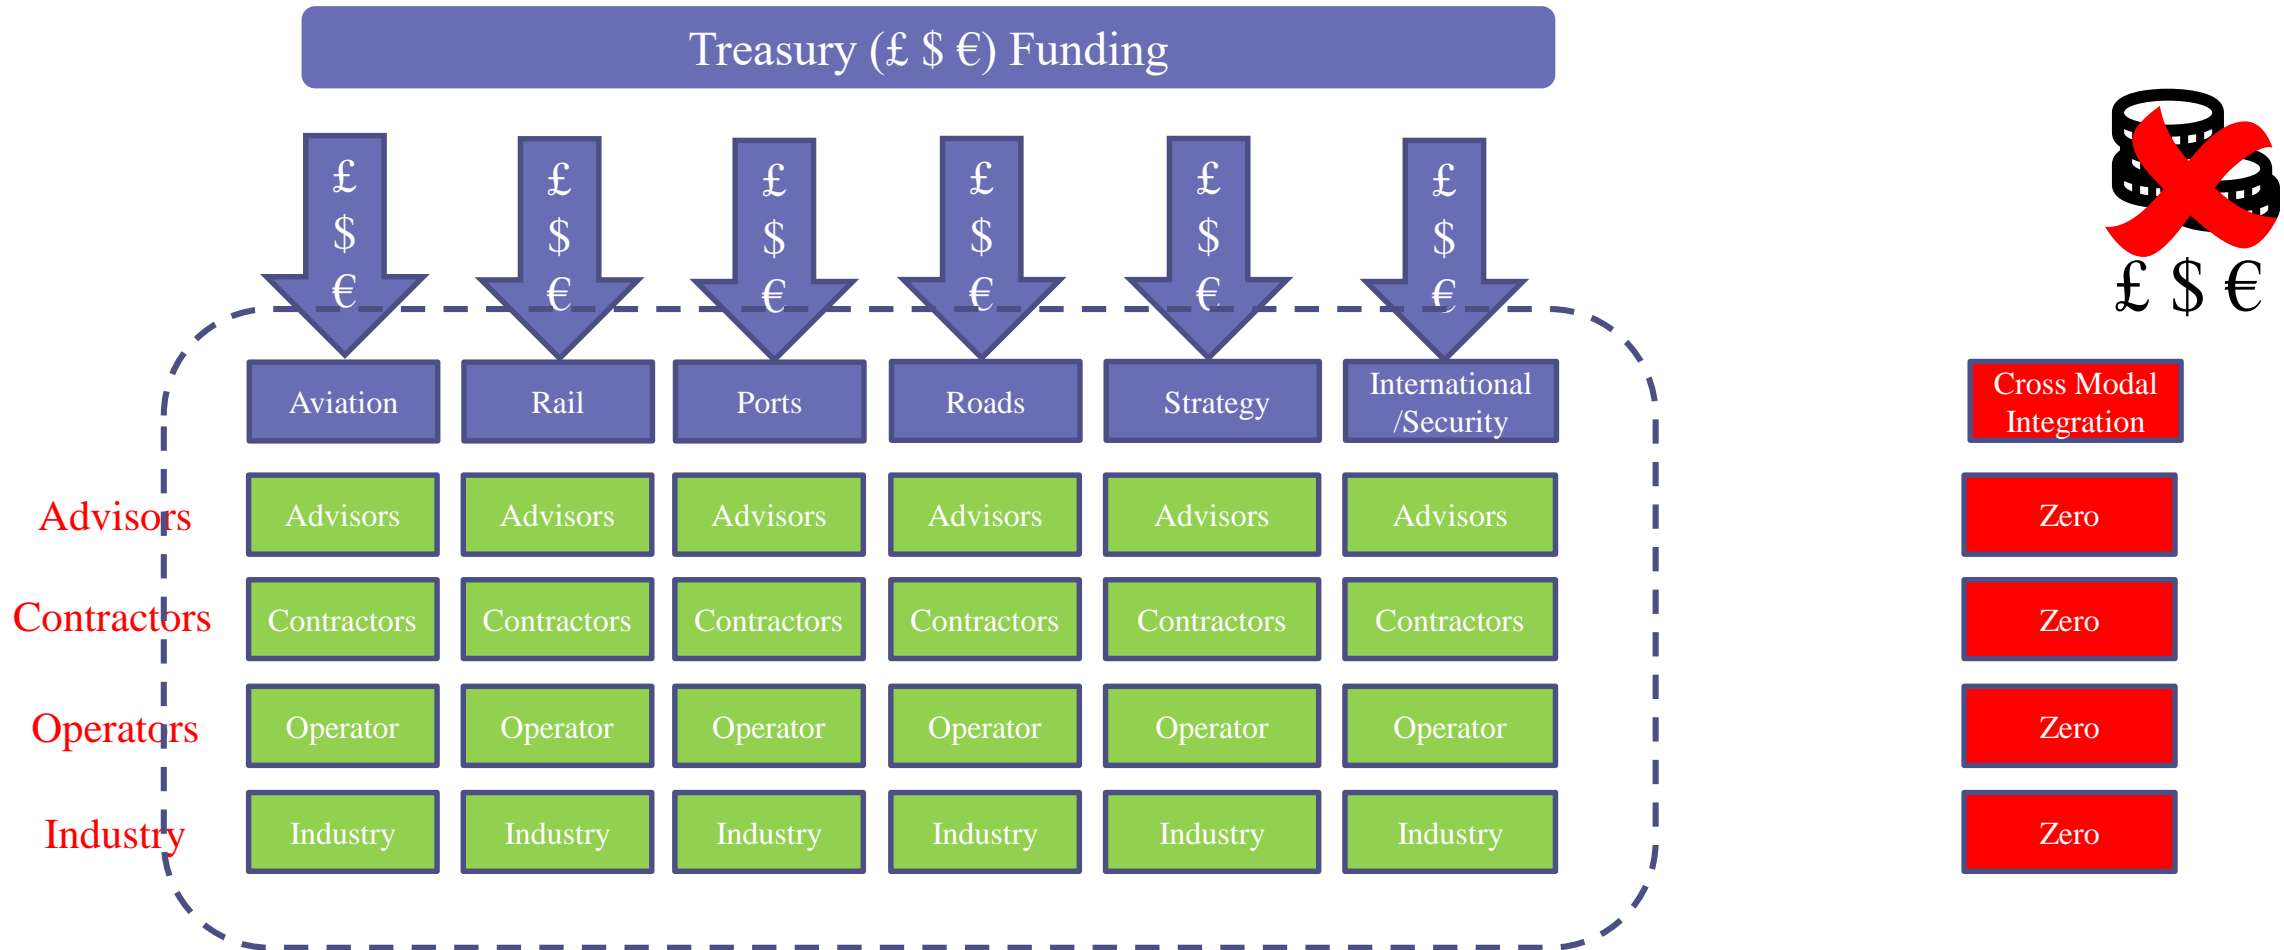 Treasury (£ $ €) Funding
£ £ £ £ £ £
$ $ $ $ $ $
€ € € € € €
£ $ €
Aviation
Rail
Ports
Roads
Strategy
International
/Security
Cross Modal
Integration
Advisors
Advisors
Advisors
Advisors
Advisors
Advisors
Advisors
Zero
Contractors
Contractors
Contractors
Contractors
Contractors
Contractors
Contractors
Zero
Operators
Operator
Operator
Operator
Operator
Operator
Operator
Zero
Industry
Industry
Industry
Industry
Industry
Industry
Industry
Zero